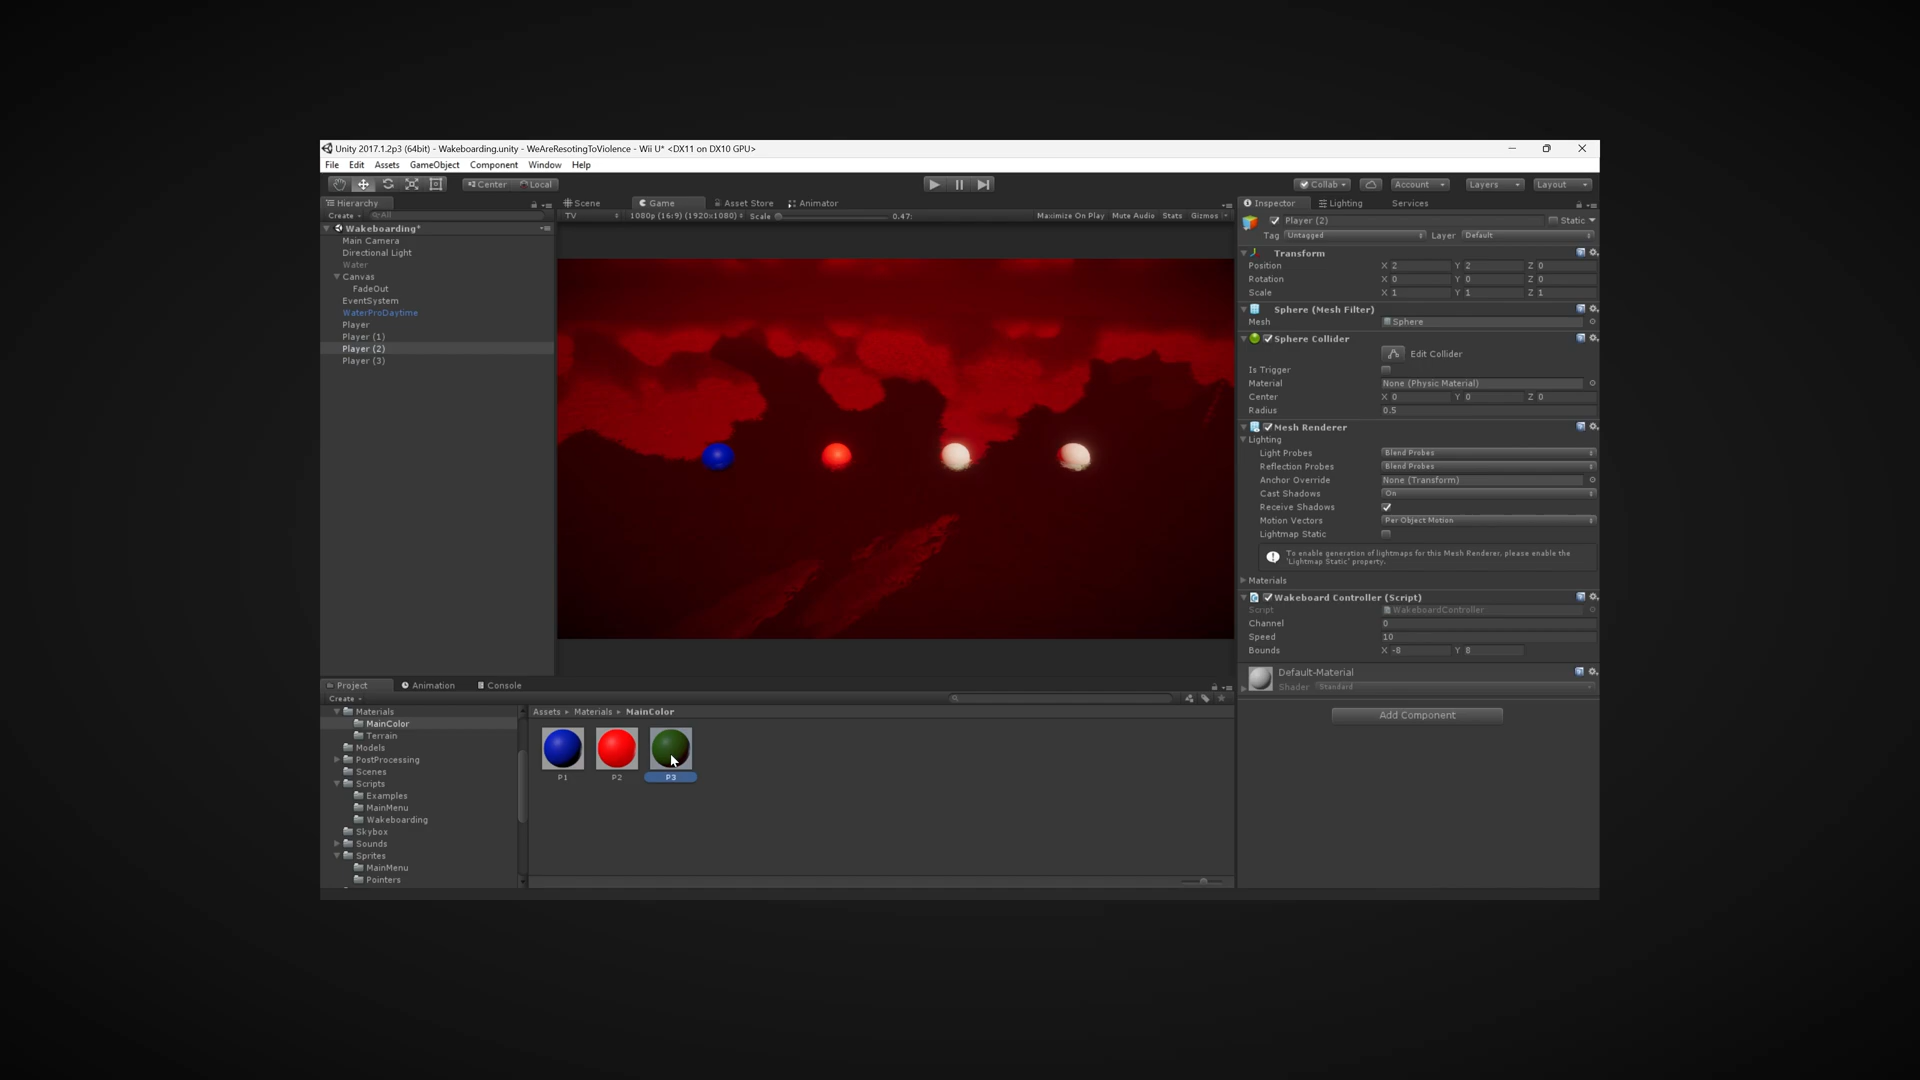 Unity 2017.1.2p3 (64bit) - Wakeboarding.unity - WeAreResotingToViolence - Wii U* <DX11 on DX10 GPU>
File Edit Assets GameObject Component Window Help
Center Local Collab Account Layers Layout
Hierarchy
Create All
Wakeboarding*
Main Camera
Directional Light
Water
Canvas
FadeOut
EventSystem
WaterProDaytime
Player
Player (1)
Player (2)
Player (3)
Scene Game Asset Store Animator
TV 1080p (16:9) (1920x1080) Scale 0.47: Maximize On Play Mute Audio Stats Gizmos
Inspector Lighting Services
Player (2) Static
Tag Untagged Layer Default
Transform
Position X 2 Y 2 Z 0
Rotation X 0 Y 0 Z 0
Scale X 1 Y 1 Z 1
Sphere (Mesh Filter)
Mesh Sphere
Sphere Collider
Edit Collider
Is Trigger
Material None (Physic Material)
Center X 0 Y 0 Z 0
Radius 0.5
Mesh Renderer
Lighting
Light Probes Blend Probes
Reflection Probes Blend Probes
Anchor Override None (Transform)
Cast Shadows On
Receive Shadows
Motion Vectors Per Object Motion
Lightmap Static
To enable generation of lightmaps for this Mesh Renderer, please enable the
'Lightmap Static' property.
Materials
Wakeboard Controller (Script)
Script WakeboardController
Channel 0
Speed 10
Bounds X -8 Y 8
Default-Material
Shader Standard
Add Component
Project Animation Console
Create
Materials
MainColor
Terrain
Models
PostProcessing
Scenes
Scripts
Examples
MainMenu
Wakeboarding
Skybox
Sounds
Sprites
MainMenu
Pointers
Assets Materials MainColor
P1 P2 P3